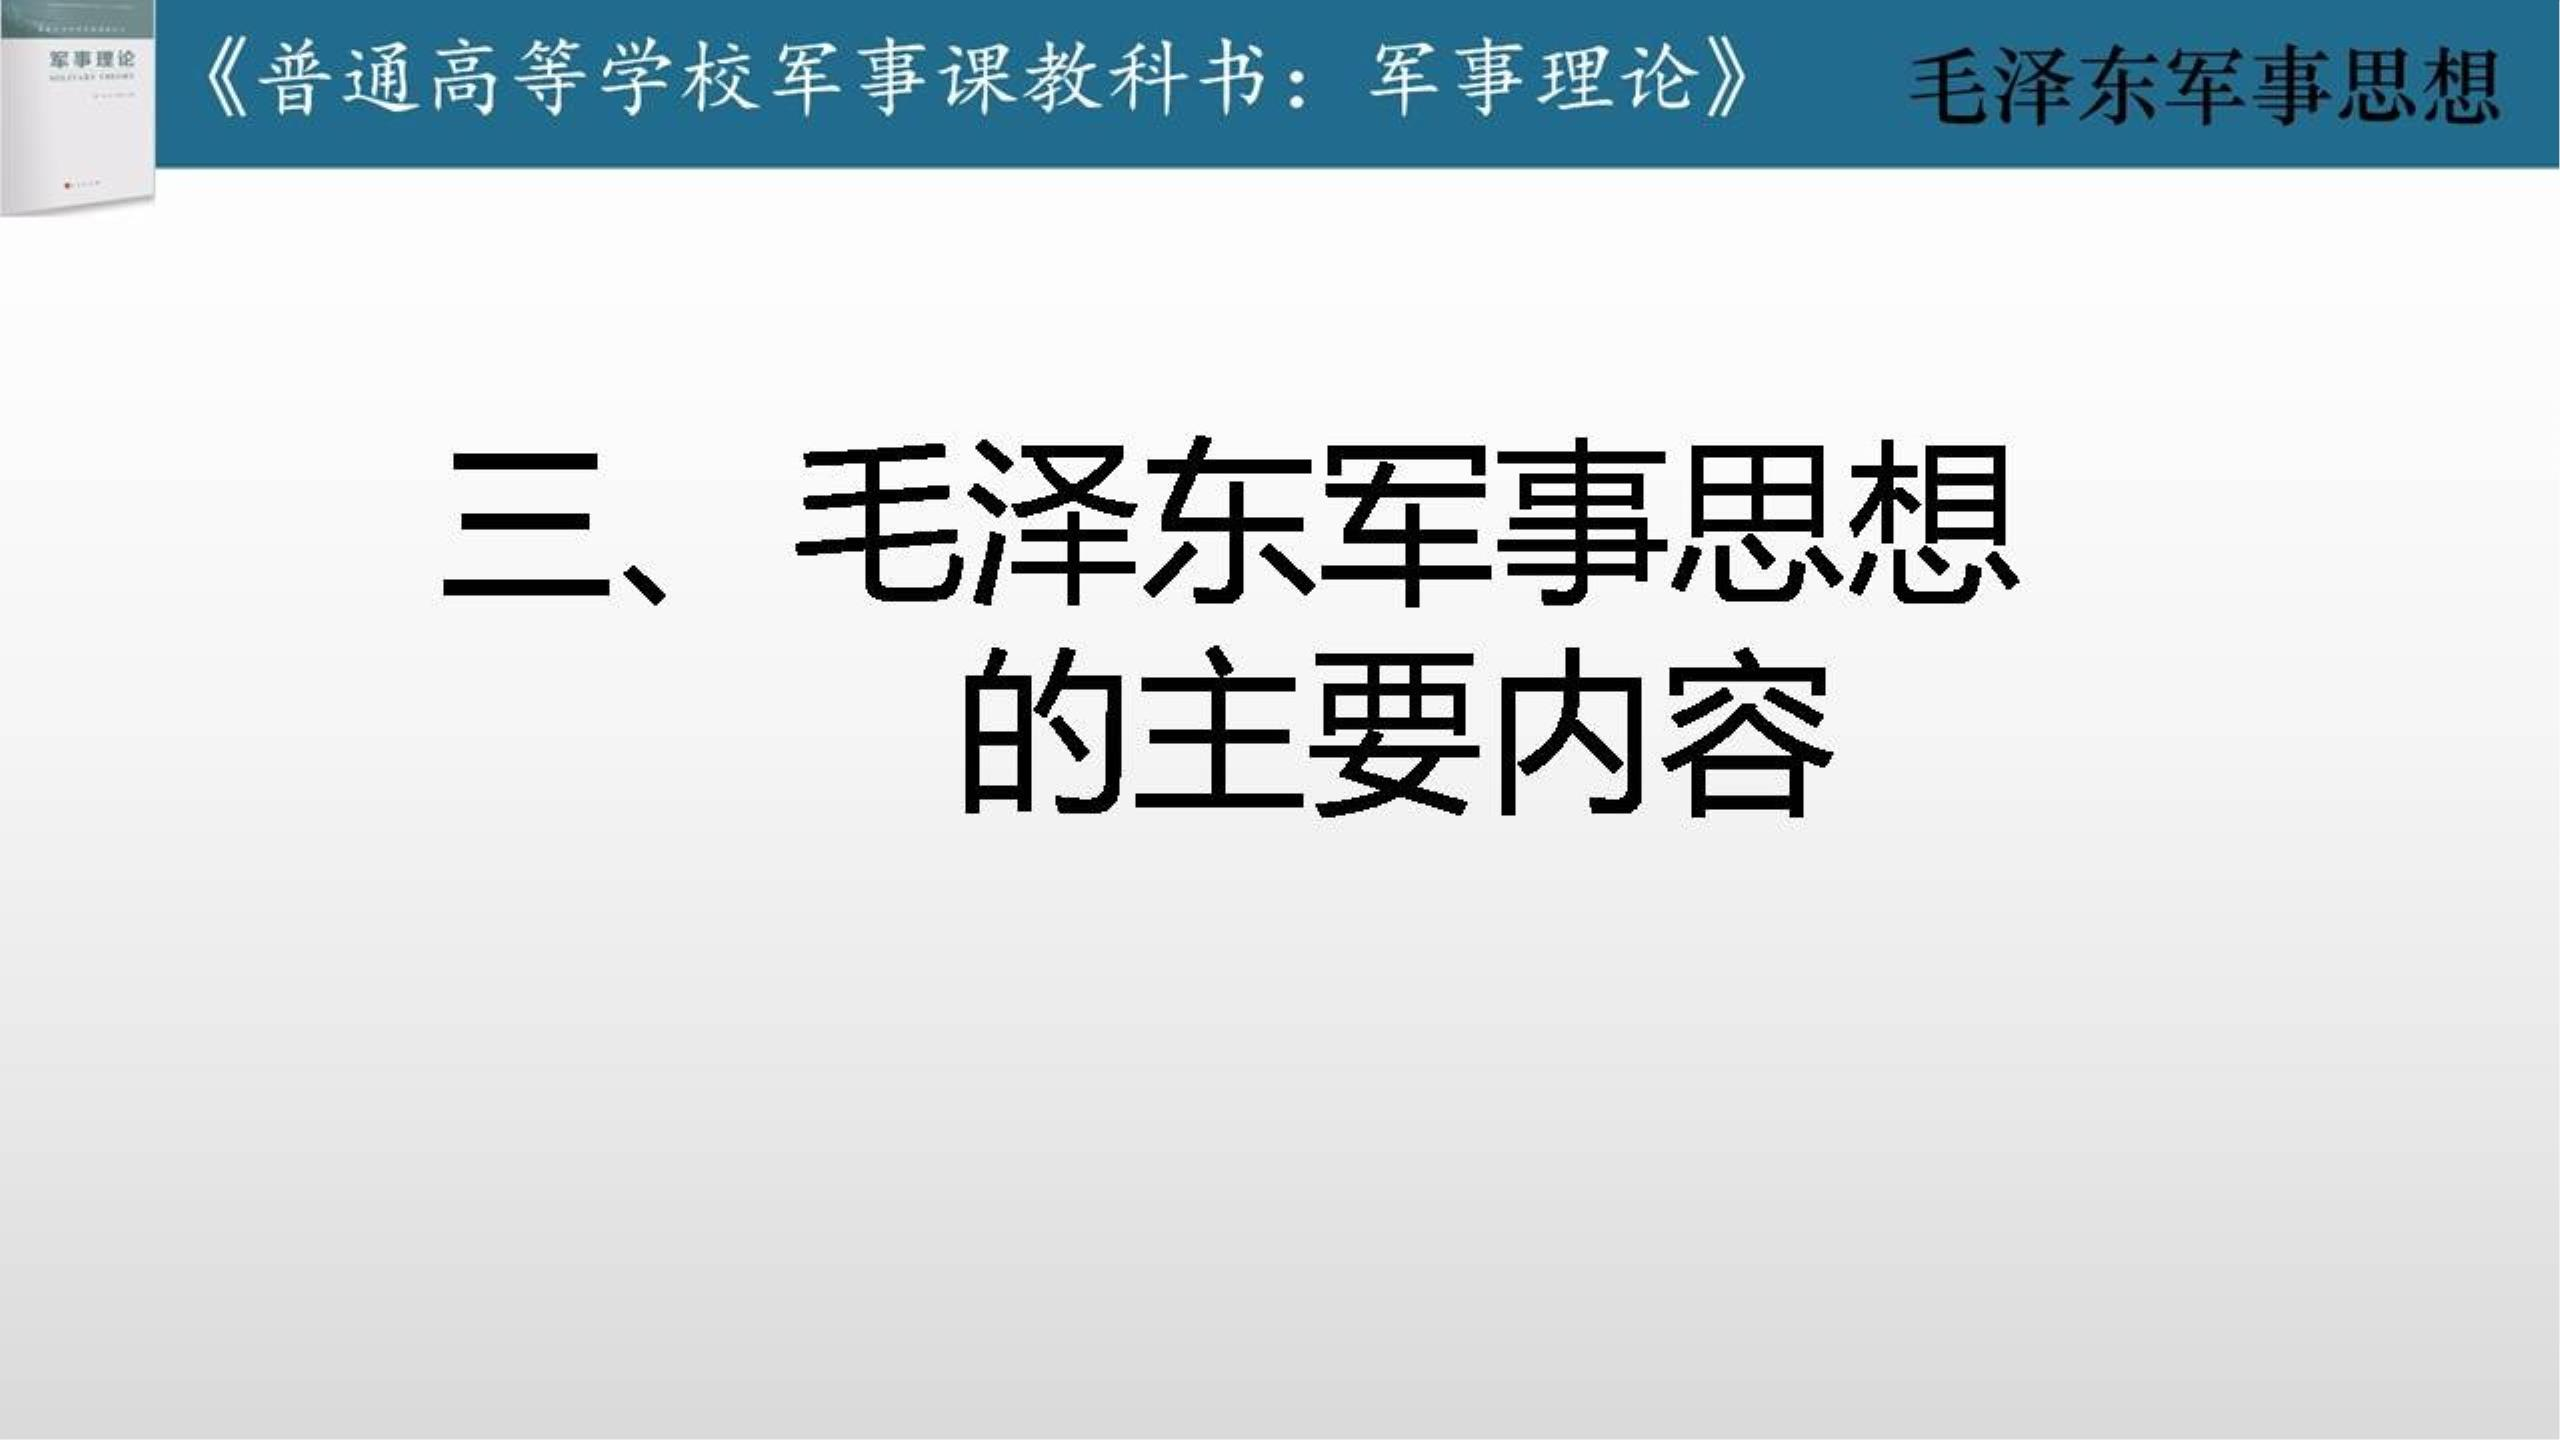 军事理论
MILITARY THEORY
《普通高等学校军事课教科书：军事理论》
毛泽东军事思想
三、毛泽东军事思想
的主要内容